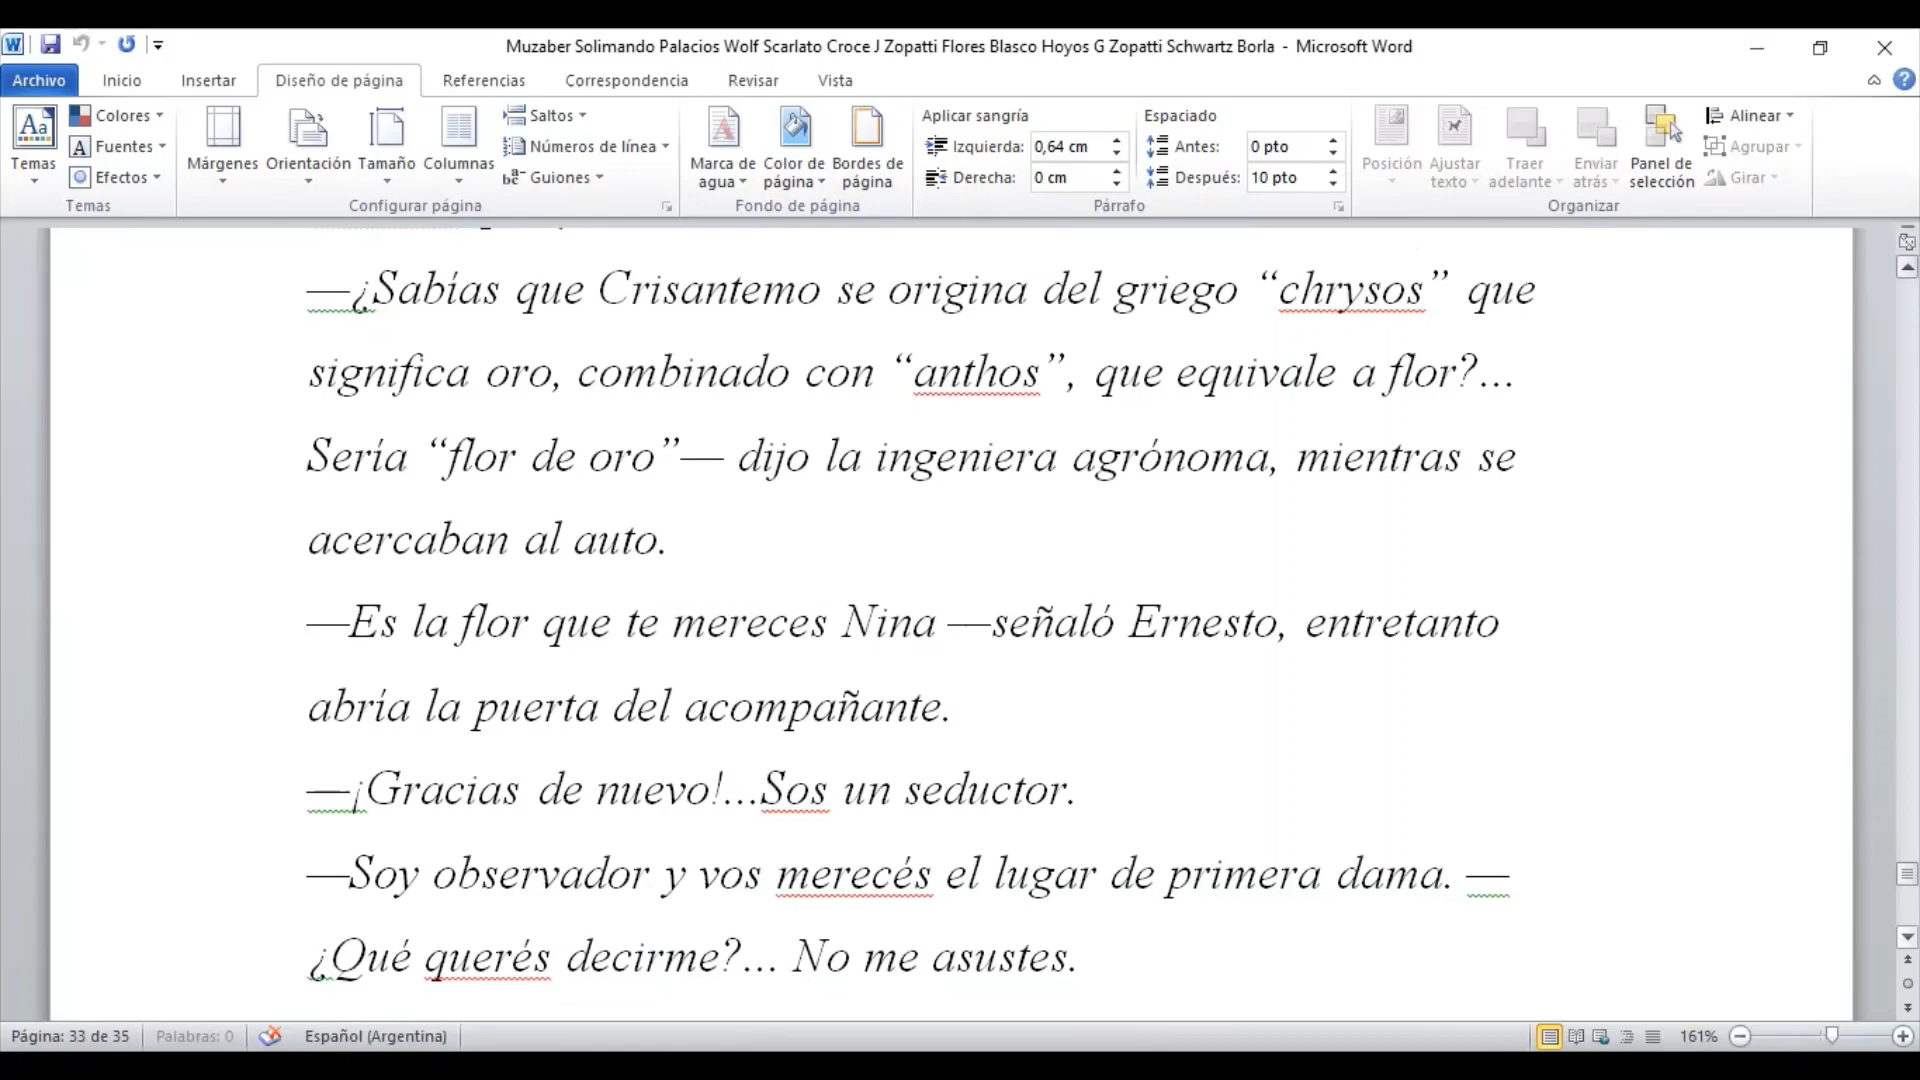 Muzaber Solimando Palacios Wolf Scarlato Croce J Zopatti Flores Blasco Hoyos G Zopatti Schwartz Borla - Microsoft Word
Archivo Inicio Insertar Diseño de página Referencias Correspondencia Revisar Vista
Temas
Colores
Fuentes
Efectos
Temas
Márgenes
Orientación
Tamaño
Columnas
Saltos
Números de línea
Guiones
Configurar página
Marca de agua
Color de página
Bordes de página
Fondo de página
Aplicar sangría
Izquierda: 0,64 cm
Derecha: 0 cm
Espaciado
Antes: 0 pto
Después: 10 pto
Párrafo
Posición
Ajustar texto
Traer adelante
Enviar atrás
Panel de selección
Alinear
Agrupar
Girar
Organizar
—¿Sabías que Crisantemo se origina del griego “chrysos” que
significa oro, combinado con “anthos”, que equivale a flor?...
Sería “flor de oro”— dijo la ingeniera agrónoma, mientras se
acercaban al auto.
—Es la flor que te mereces Nina —señaló Ernesto, entretanto
abría la puerta del acompañante.
—¡Gracias de nuevo!...Sos un seductor.
—Soy observador y vos merecés el lugar de primera dama. —
¿Qué querés decirme?... No me asustes.
Página: 33 de 35 Palabras: 0 Español (Argentina) 161%